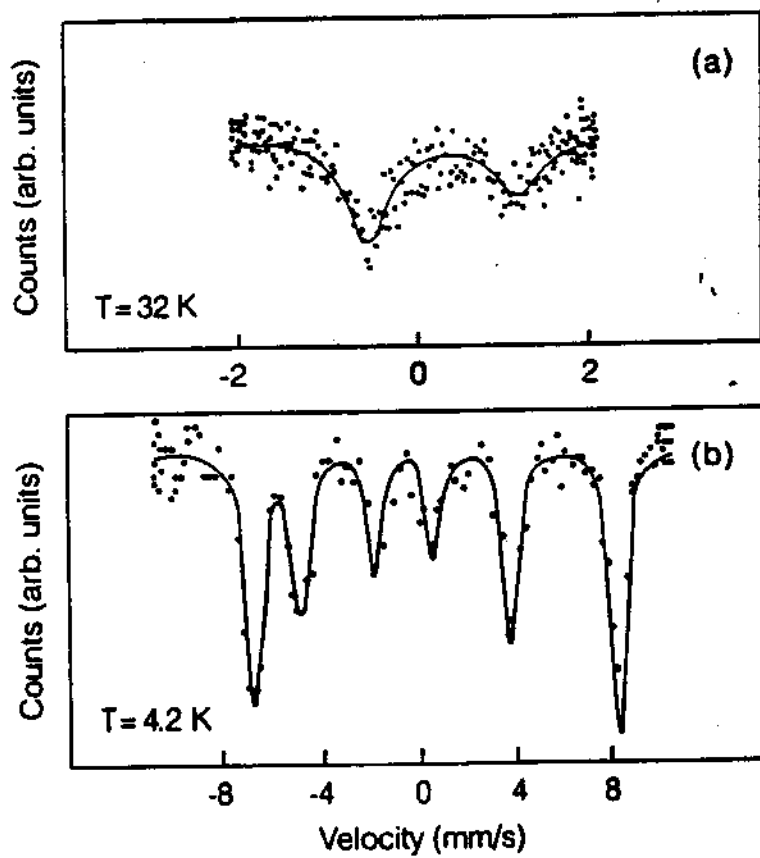 (a)
Counts (arb. units)
T = 32 K
-2 0 2
(b)
Counts (arb. units)
T = 4.2 K
-8 -4 0 4 8
Velocity (mm/s)